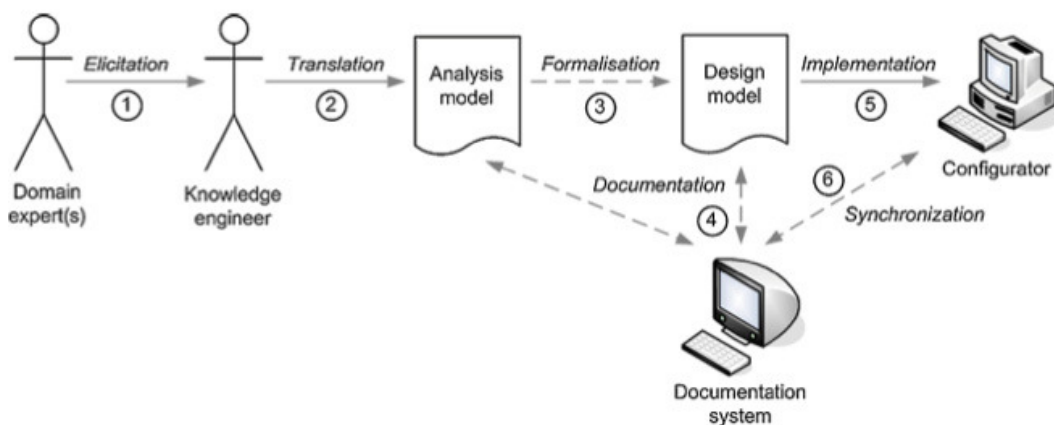 Elicitation
1
Translation
2
Analysis
model
Formalisation
3
Design
model
Implementation
5
Domain
expert(s)
Knowledge
engineer
Documentation
4
6
Synchronization
Configurator
Documentation
system